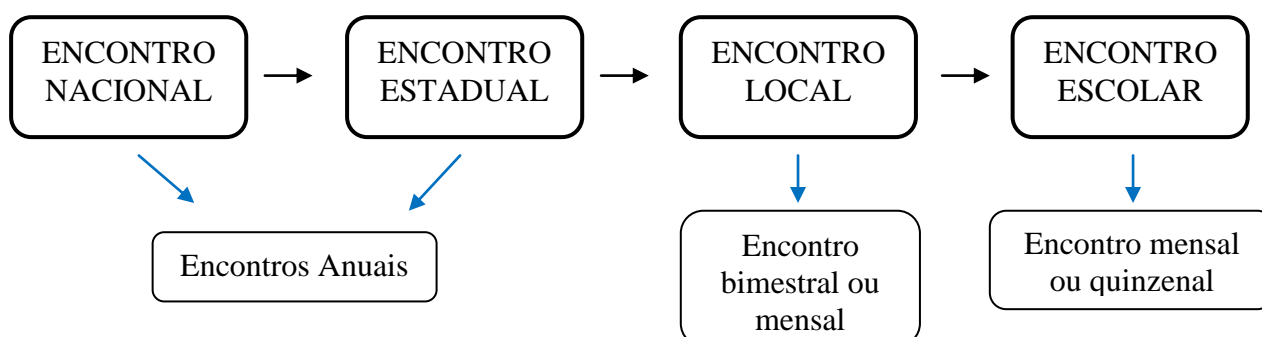 ENCONTRO
NACIONAL
ENCONTRO
ESTADUAL
ENCONTRO
LOCAL
ENCONTRO
ESCOLAR
Encontros Anuais
Encontro
bimestral ou
mensal
Encontro mensal
ou quinzenal